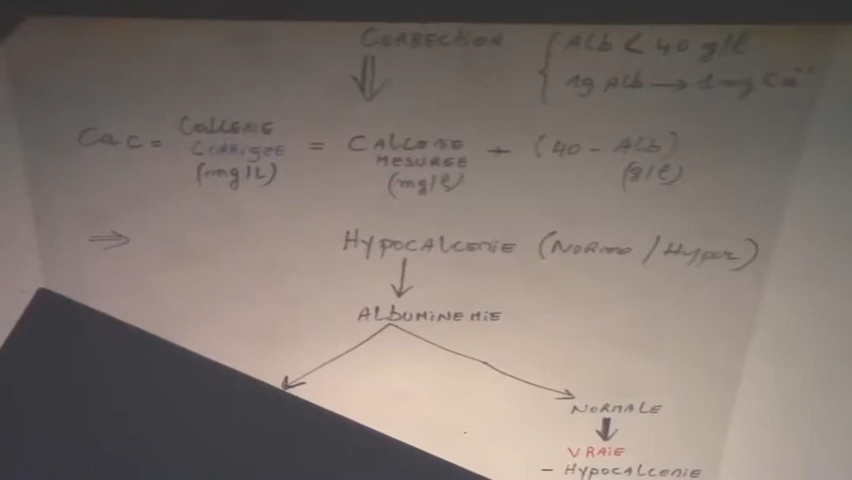 CORRECTION
Alb < 40 g/l
1g Alb → 1 mg Ca++
Ca c = CALCEMIE CORRIGEE (mg/L) = CALCEMIE MESUREE (mg/l) + (40 - ALB) (g/l)
⇒ HYPOCALCEMIE (NORMO / HYPER)
ALBUMINEMIE
NORMALE
VRAIE
- HYPOCALCEMIE